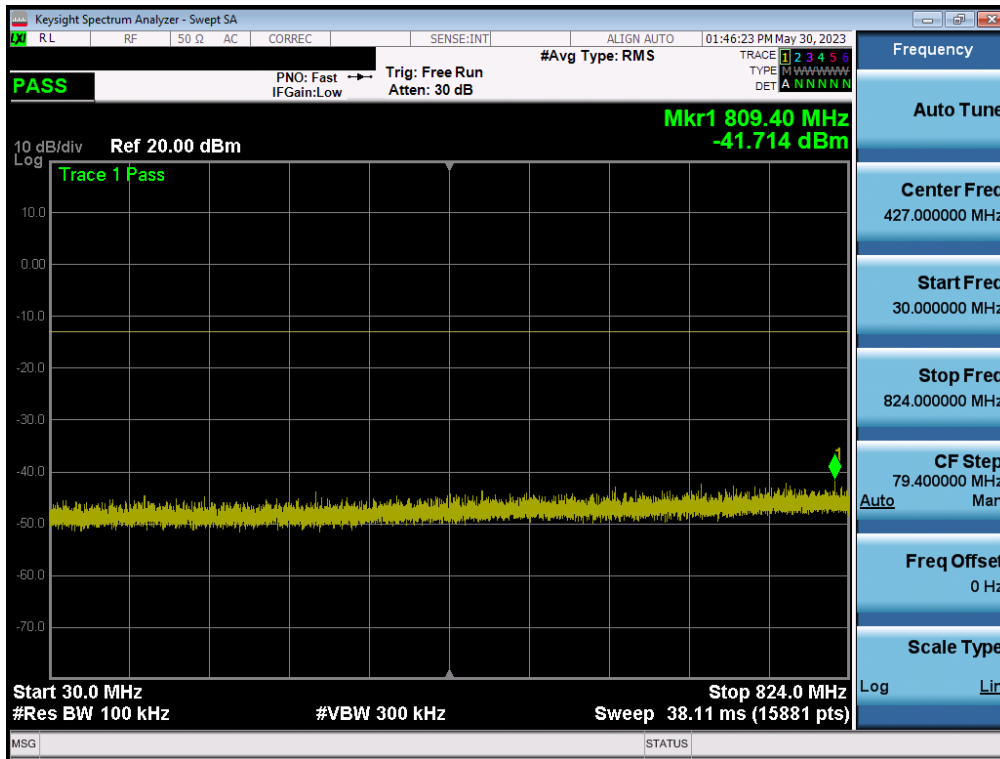 Keysight Spectrum Analyzer - Swept SA
LXI RL RF 50 Ω AC CORREC SENSE:INT ALIGN AUTO 01:46:23 PM May 30, 2023
#Avg Type: RMS
TRACE 1 2 3 4 5 6
TYPE M WWWWW
DET A N N N N N
PASS
PNO: Fast
IFGain:Low
Trig: Free Run
Atten: 30 dB
Mkr1 809.40 MHz
-41.714 dBm
10 dB/div
Log
Ref 20.00 dBm
Trace 1 Pass
10.0
0.00
-10.0
-20.0
-30.0
-40.0
-50.0
-60.0
-70.0
1
Start 30.0 MHz
Stop 824.0 MHz
#Res BW 100 kHz
#VBW 300 kHz
Sweep 38.11 ms (15881 pts)
MSG
STATUS
Frequency
Auto Tune
Center Freq
427.000000 MHz
Start Freq
30.000000 MHz
Stop Freq
824.000000 MHz
CF Step
79.400000 MHz
Auto Man
Freq Offset
0 Hz
Scale Type
Log Lin